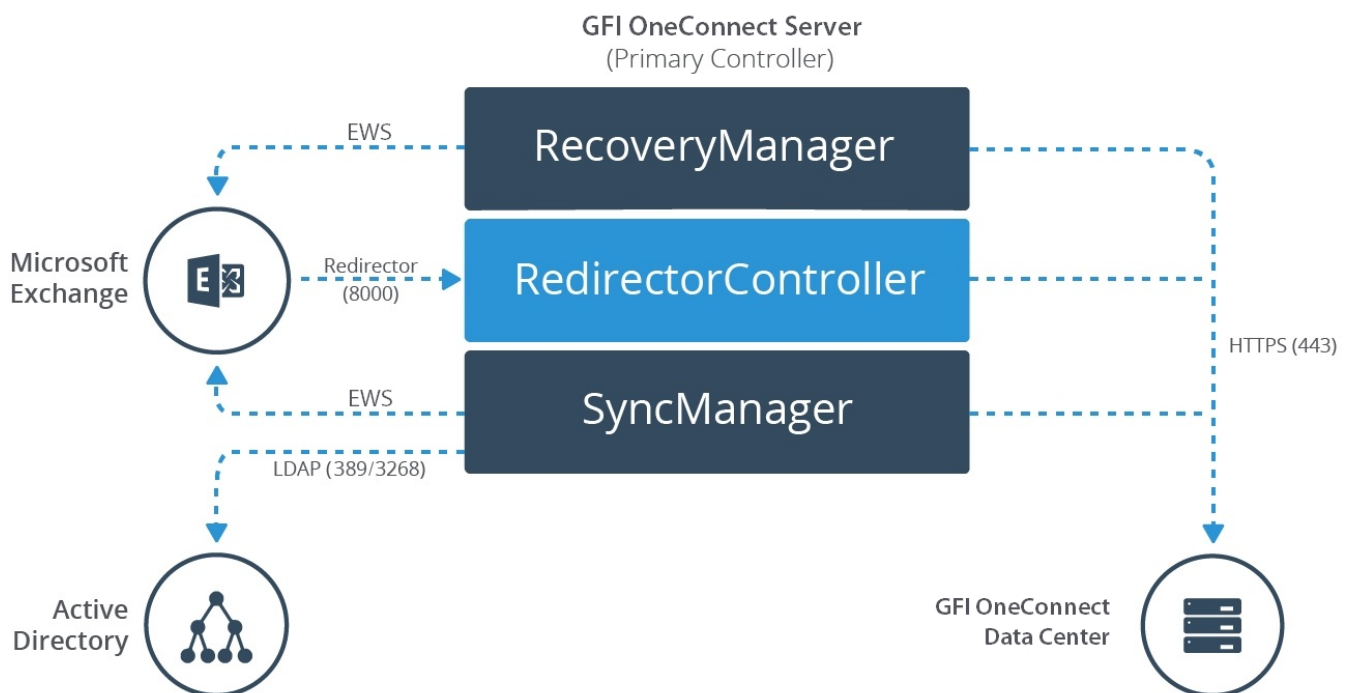 GFI OneConnect Server
(Primary Controller)
EWS
RecoveryManager
Microsoft
Exchange
E
Redirector
(8000)
RedirectorController
HTTPS (443)
EWS
SyncManager
LDAP (389/3268)
Active
Directory
GFI OneConnect
Data Center